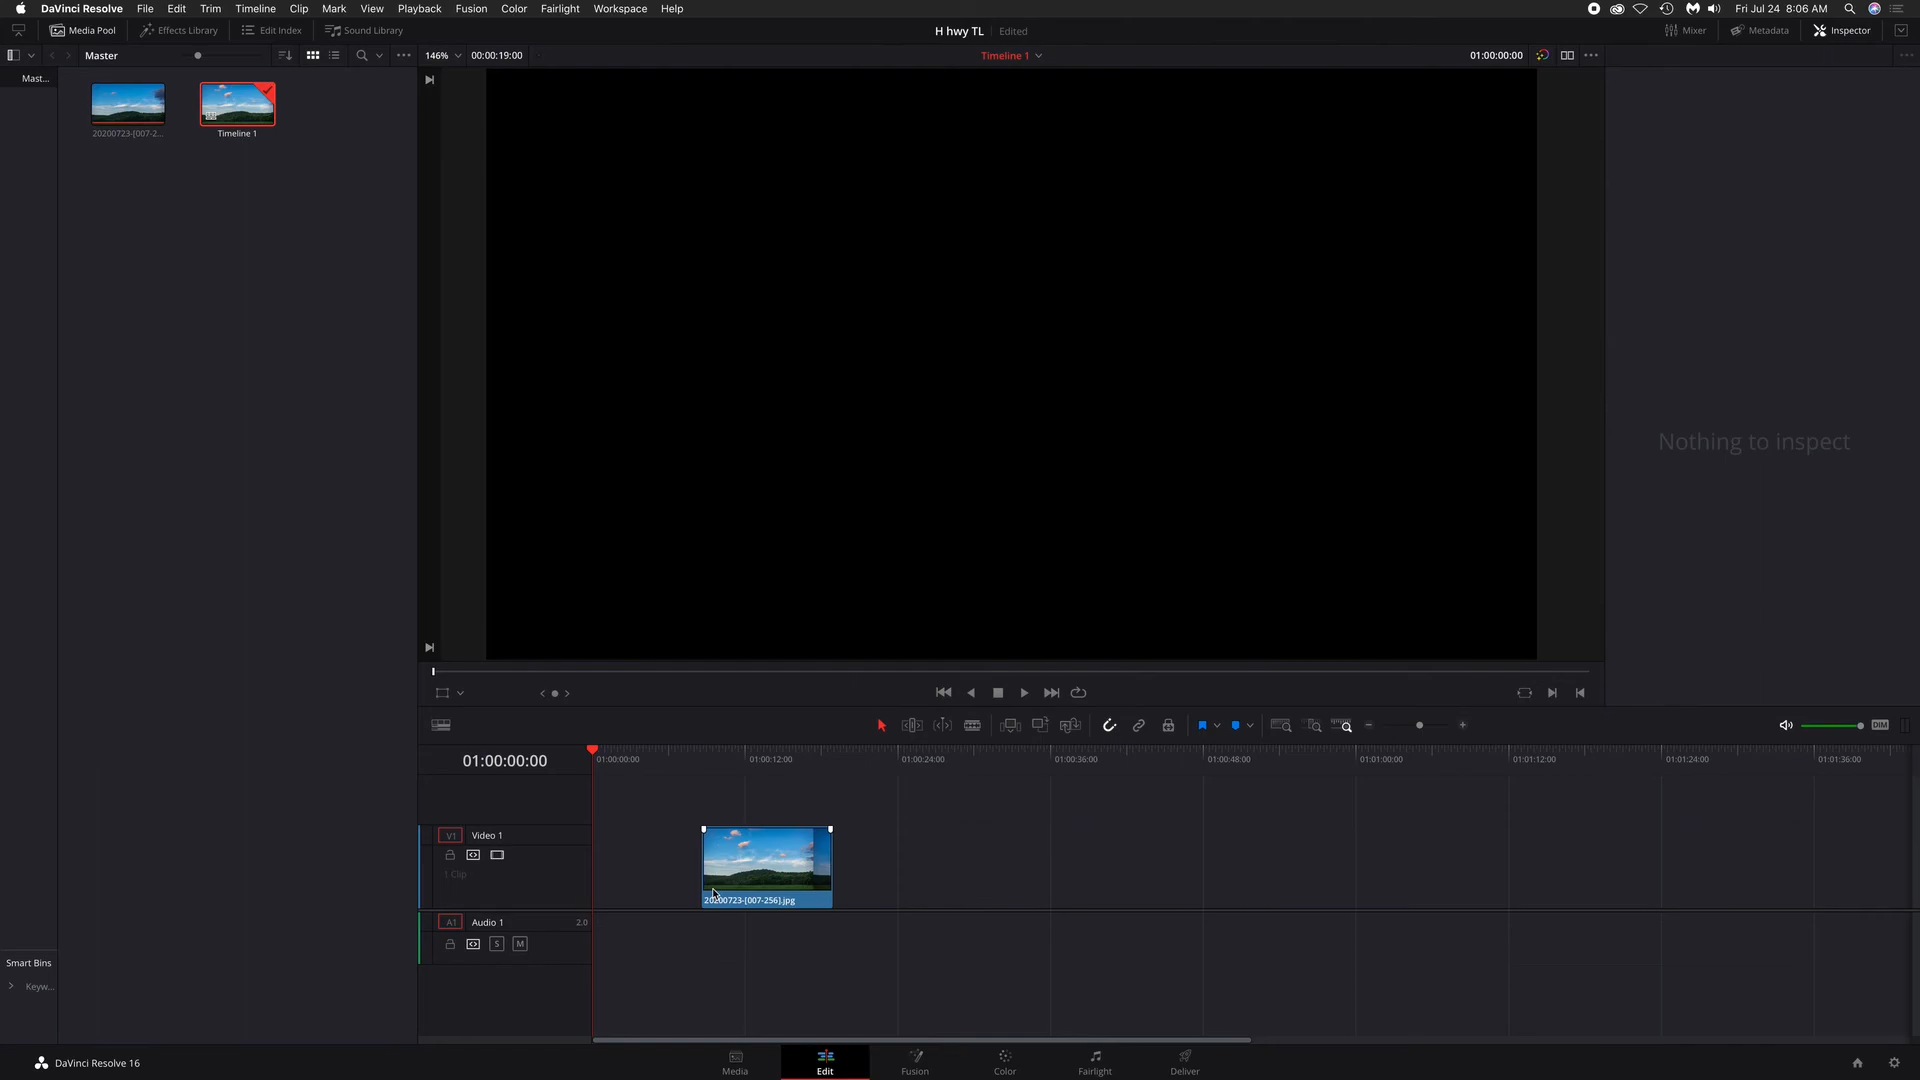 DaVinci Resolve File Edit Trim Timeline Clip Mark View Playback Fusion Color Fairlight Workspace Help Fri Jul 24 8:06 AM
Media Pool Effects Library Edit Index Sound Library H hwy TL Edited Mixer Metadata Inspector
Master 146% 00:00:19:00 Timeline 1 01:00:00:00
Mast...
20200723-[007-2... Timeline 1
Nothing to inspect
DIM
01:00:00:00 01:00:00:00 01:00:12:00 01:00:24:00 01:00:36:00 01:00:48:00 01:01:00:00 01:01:12:00 01:01:24:00 01:01:36:00
V1 Video 1
1 Clip
20200723-[007-256].jpg
A1 Audio 1 2.0
S M
Smart Bins
Keyw...
DaVinci Resolve 16 Media Edit Fusion Color Fairlight Deliver